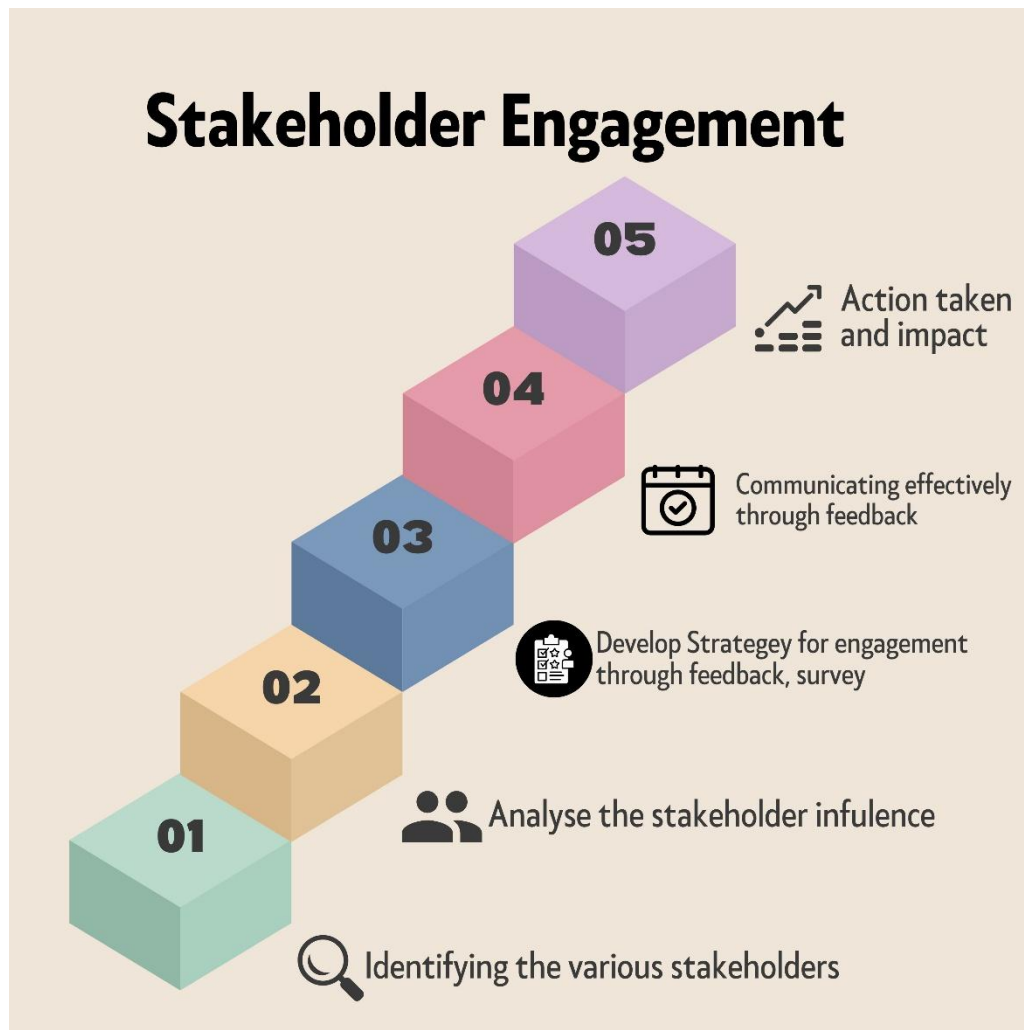 Stakeholder Engagement
05
Action taken
and impact
04
Communicating effectively
through feedback
03
Develop Strategey for engagement
through feedback, survey
02
Analyse the stakeholder infulence
01
Identifying the various stakeholders